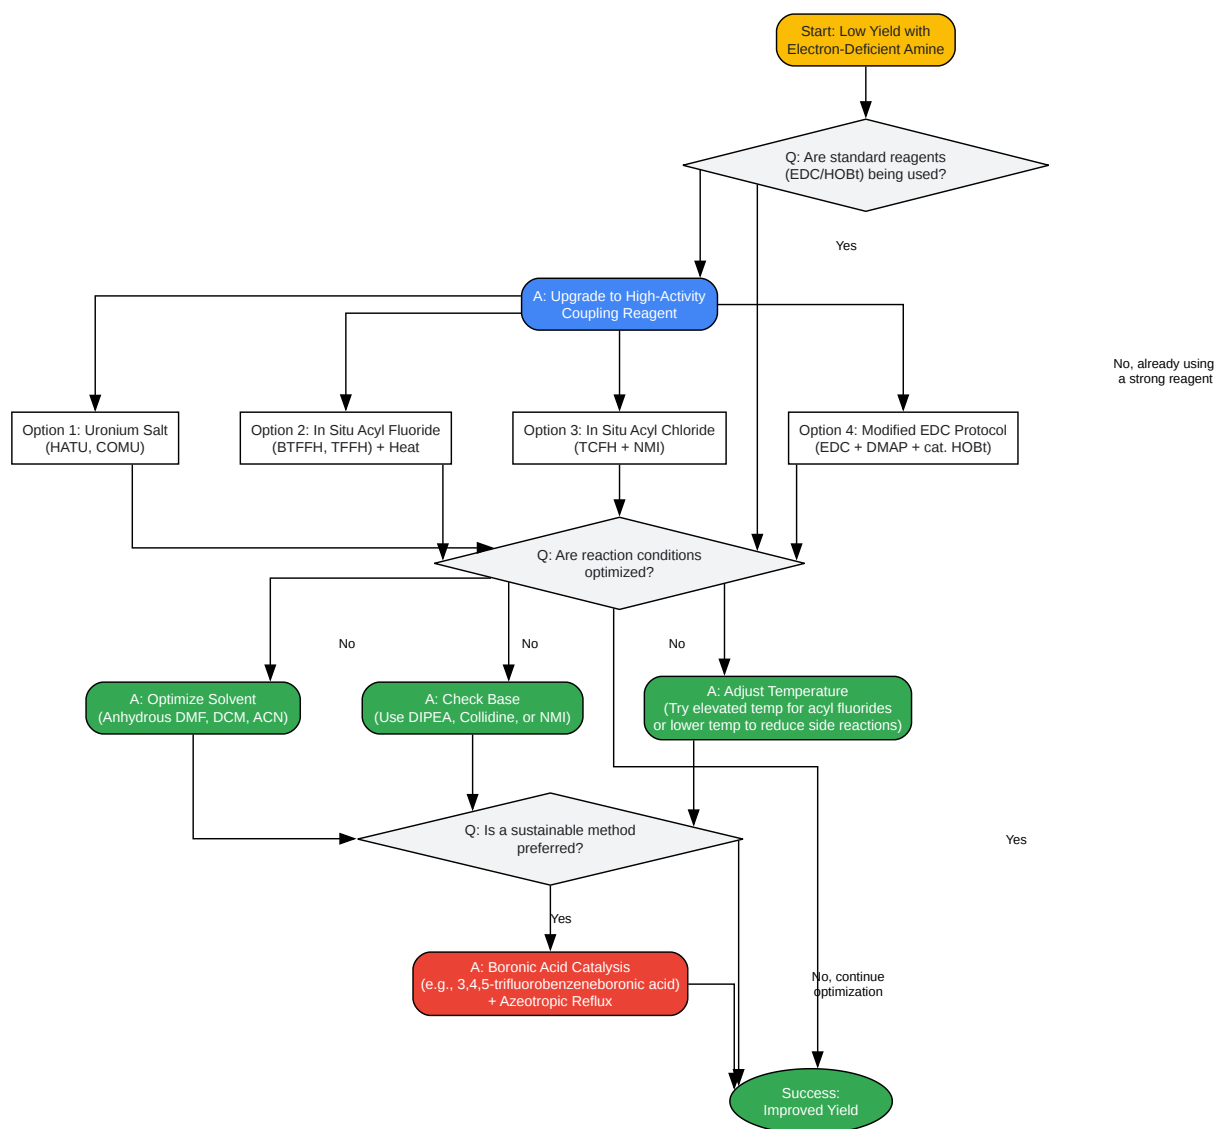 Start: Low Yield with
Electron-Deficient Amine
Q: Are standard reagents
(EDC/HOBt) being used?
Yes
A: Upgrade to High-Activity
Coupling Reagent
No, already using
a strong reagent
Option 1: Uronium Salt
(HATU, COMU)
Option 2: In Situ Acyl Fluoride
(BTFFH, TFFH) + Heat
Option 3: In Situ Acyl Chloride
(TCFH + NMI)
Option 4: Modified EDC Protocol
(EDC + DMAP + cat. HOBt)
Q: Are reaction conditions
optimized?
No
No
No
A: Optimize Solvent
(Anhydrous DMF, DCM, ACN)
A: Check Base
(Use DIPEA, Collidine, or NMI)
A: Adjust Temperature
(Try elevated temp for acyl fluorides
or lower temp to reduce side reactions)
Q: Is a sustainable method
preferred?
Yes
Yes
A: Boronic Acid Catalysis
(e.g., 3,4,5-trifluorobenzeneboronic acid)
+ Azeotropic Reflux
No, continue
optimization
Success:
Improved Yield